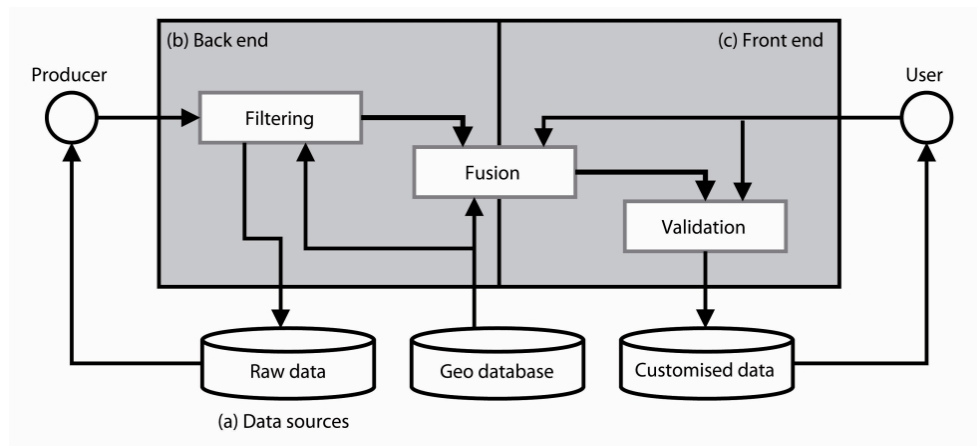 (b) Back end
(c) Front end
Producer
User
Filtering
Fusion
Validation
Raw data
Geo database
Customised data
(a) Data sources